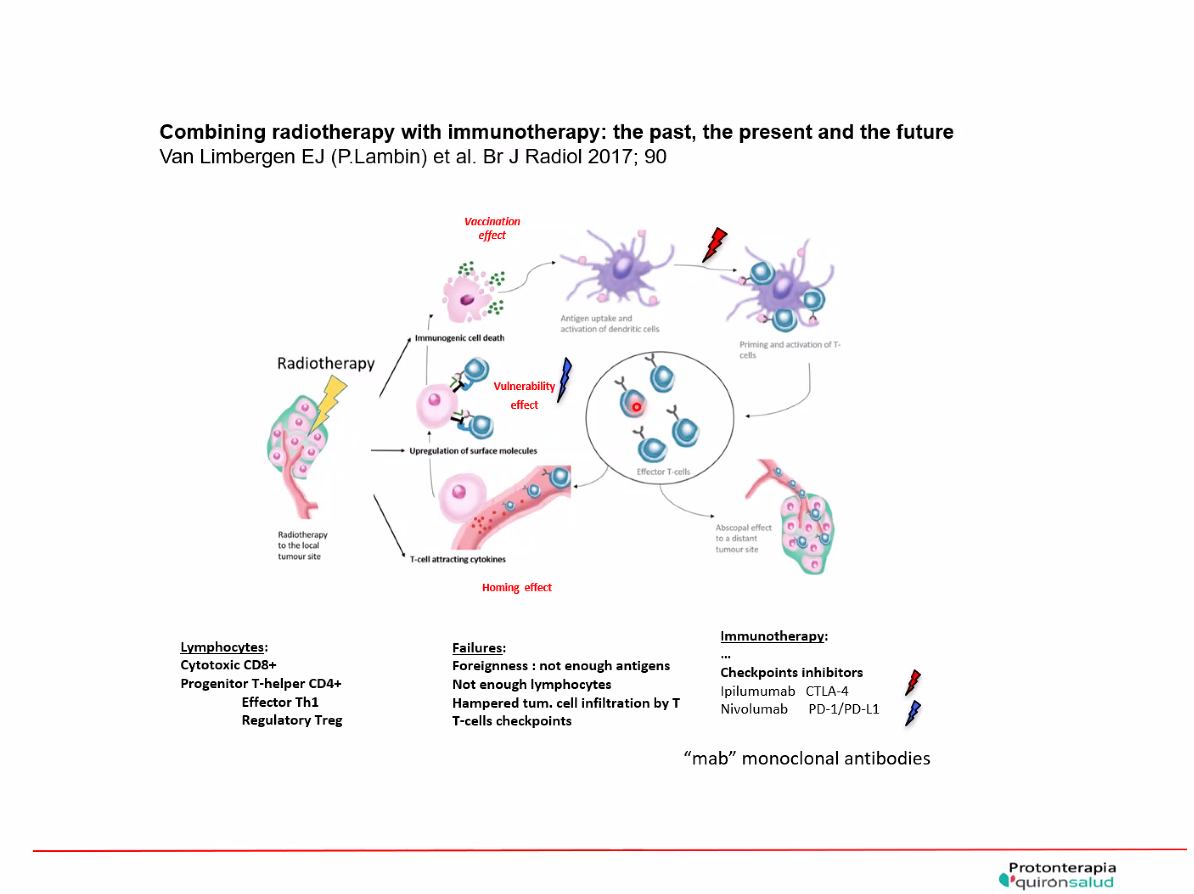 Combining radiotherapy with immunotherapy: the past, the present and the future
Van Limbergen EJ (P.Lambin) et al. Br J Radiol 2017; 90
Vaccination
effect
Antigen uptake and
activation of dendritic cells
Priming and activation of T-
cells
Immunogenic cell death
Radiotherapy
Vulnerability
effect
Upregulation of surface molecules
Effector T-cells
Radiotherapy
to the local
tumour site
Abscopal effect
to a distant
tumour site
T-cell attracting cytokines
Homing effect
Lymphocytes:
Cytotoxic CD8+
Progenitor T-helper CD4+
Effector Th1
Regulatory Treg
Failures:
Foreignness : not enough antigens
Not enough lymphocytes
Hampered tum. cell infiltration by T
T-cells checkpoints
Immunotherapy:
...
Checkpoints inhibitors
Ipilumumab CTLA-4
Nivolumab PD-1/PD-L1
“mab” monoclonal antibodies
Protonterapia
quirónsalud